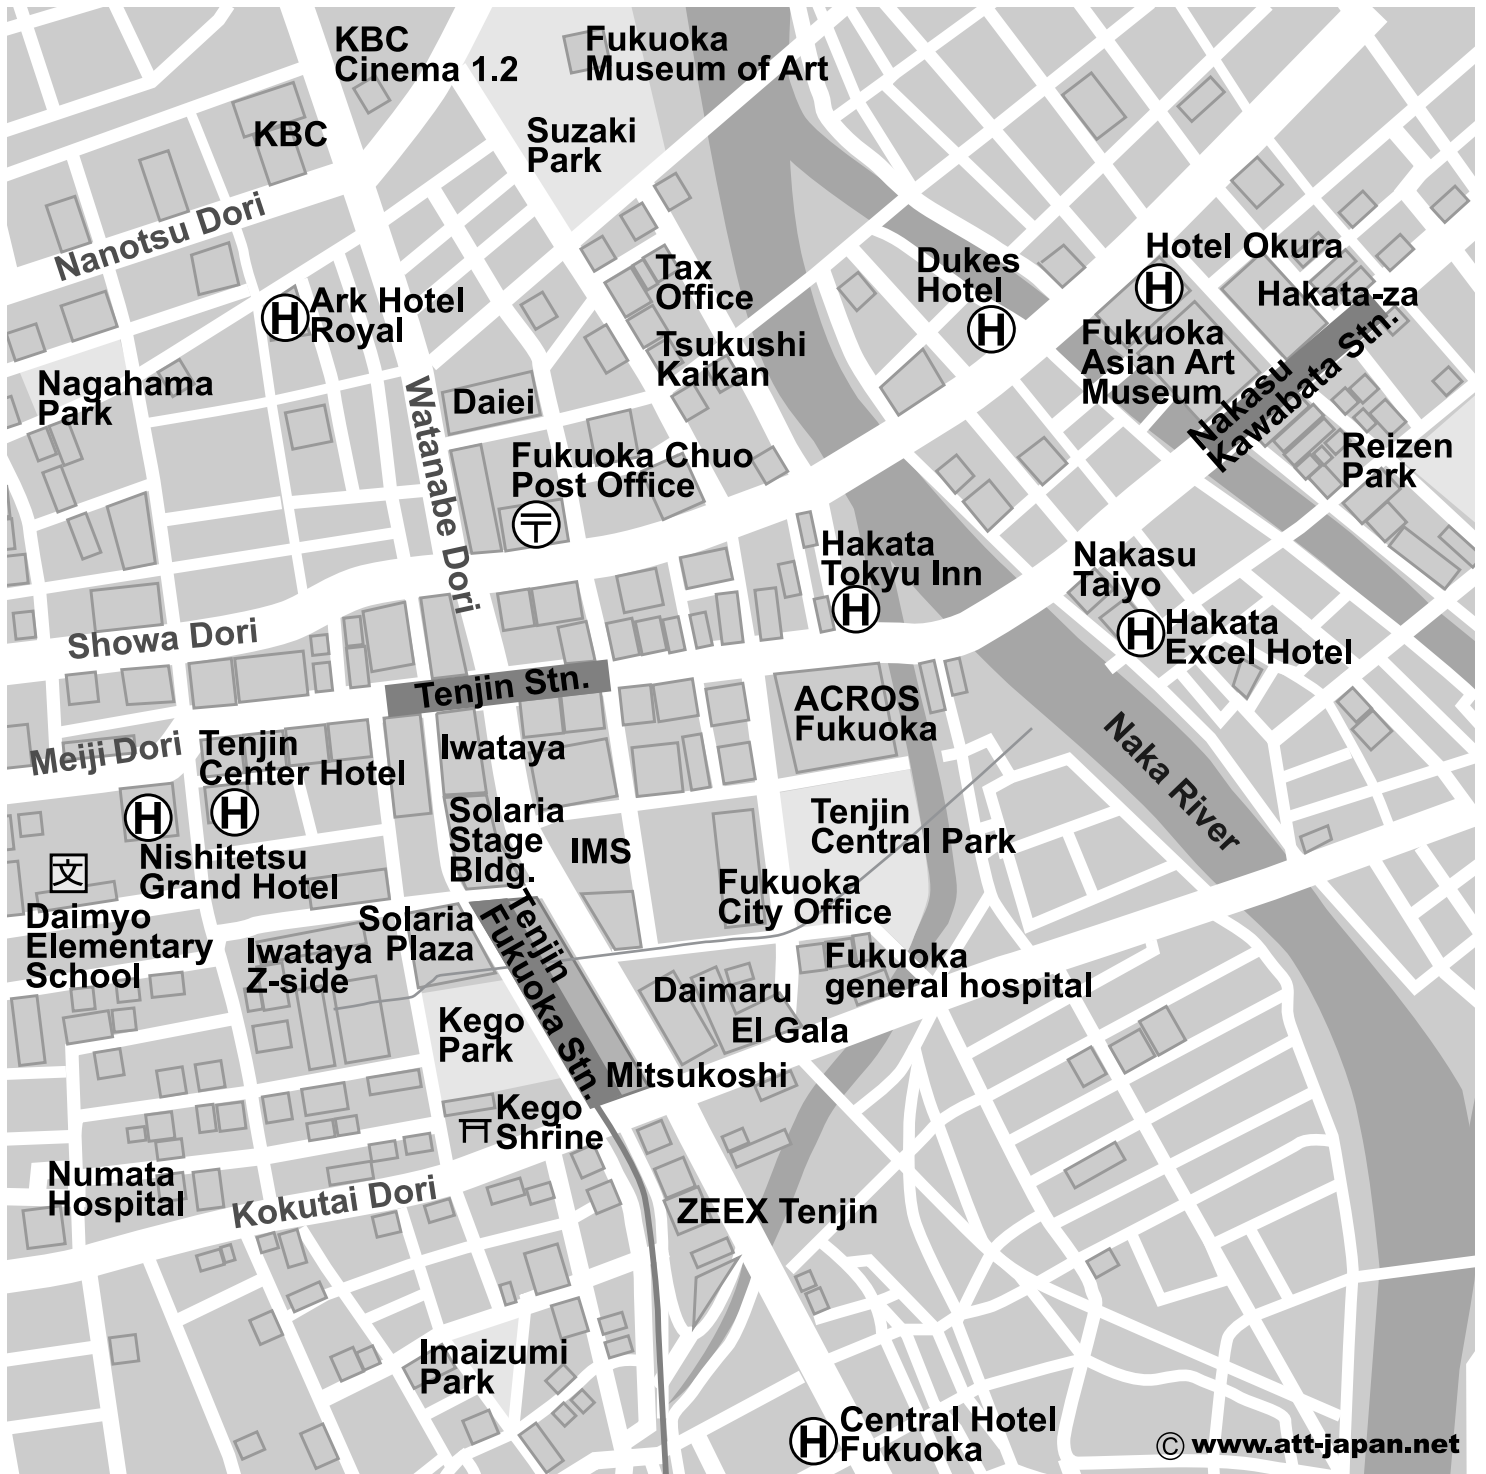 KBC
Cinema 1.2
Fukuoka
Museum of Art
KBC
Suzaki
Park
Nanotsu Dori
Tax
Office
Dukes
Hotel
H
Hotel Okura
H
Hakata-za
H
Ark Hotel
Royal
Tsukushi
Kaikan
Fukuoka
Asian Art
Museum
Nakasu
Kawabata Stn.
Nagahama
Park
Watanabe Dori
Daiei
Fukuoka Chuo
Post Office
〒
Reizen
Park
Hakata
Tokyu Inn
H
Nakasu
Taiyo
H
Hakata
Excel Hotel
Showa Dori
Tenjin Stn.
ACROS
Fukuoka
Naka River
Meiji Dori
Tenjin
Center Hotel
H
H
Nishitetsu
Grand Hotel
Iwataya
Solaria
Stage
Bldg.
IMS
Tenjin
Central Park
文
Daimyo
Elementary
School
Fukuoka
City Office
Solaria
Plaza
Iwataya
Z-side
Tenjin
Fukuoka Stn.
Daimaru
Fukuoka
general hospital
Kego
Park
El Gala
Mitsukoshi
Kego
Shrine
Numata
Hospital
Kokutai Dori
ZEEX Tenjin
Imaizumi
Park
H
Central Hotel
Fukuoka
© www.att-japan.net